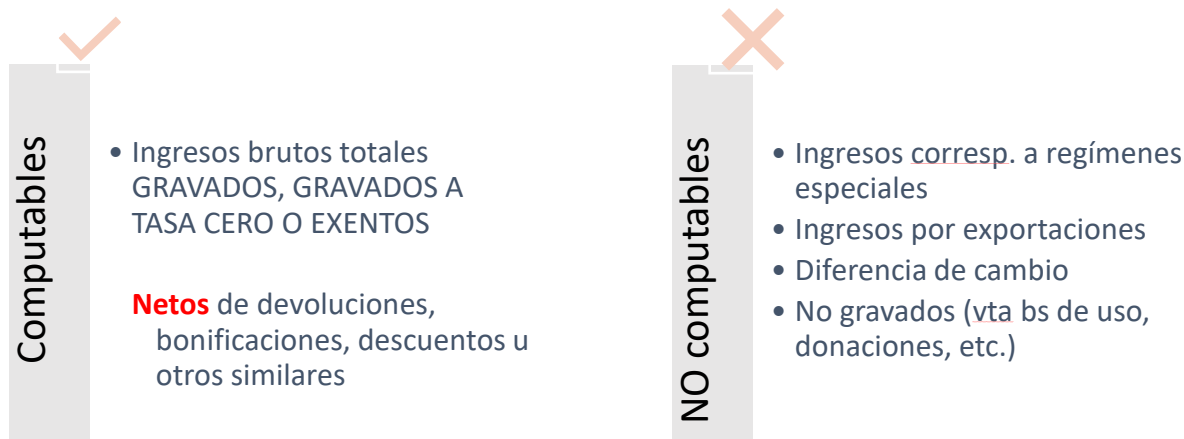 Computables
• Ingresos brutos totales
GRAVADOS, GRAVADOS A
TASA CERO O EXENTOS
Netos de devoluciones,
bonificaciones, descuentos u
otros similares
NO computables
• Ingresos corresp. a regímenes
especiales
• Ingresos por exportaciones
• Diferencia de cambio
• No gravados (vta bs de uso,
donaciones, etc.)